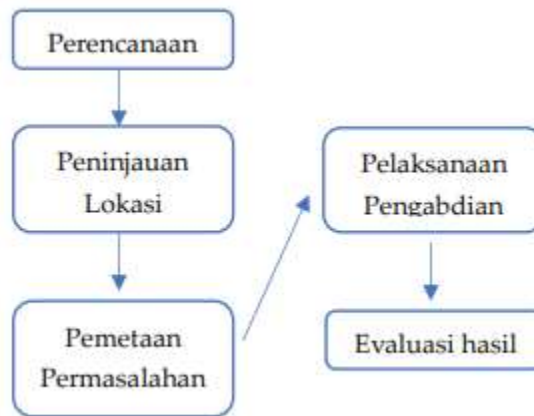 Perencanaan
Peninjauan
Lokasi
Pemetaan
Permasalahan
Pelaksanaan
Pengabdian
Evaluasi hasil